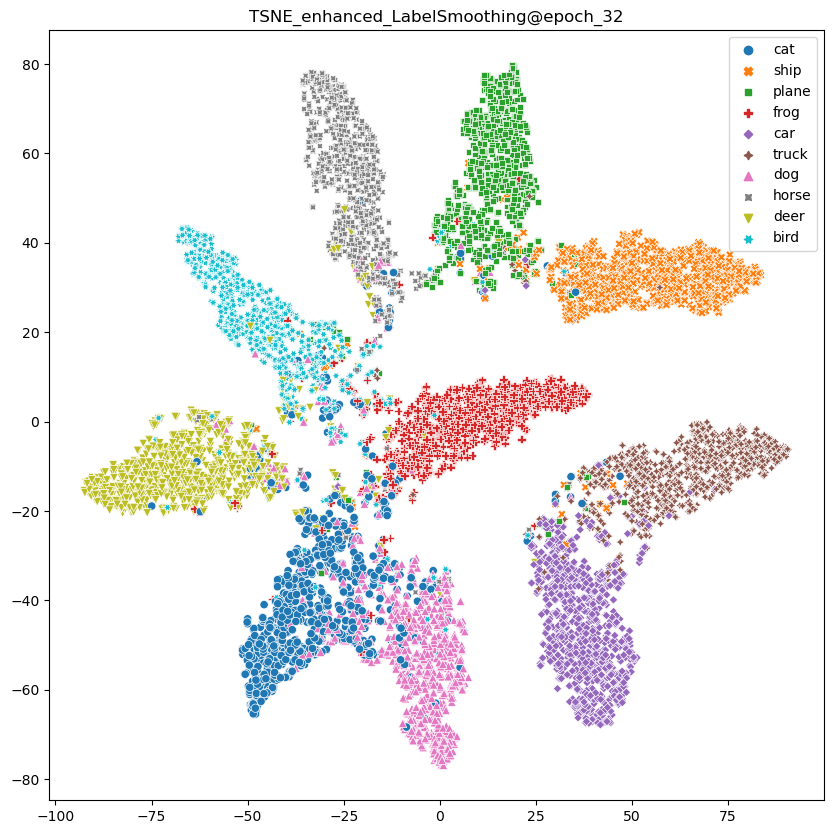 TSNE_enhanced_LabelSmoothing@epoch_32
cat
ship
plane
frog
car
truck
dog
horse
deer
bird
80
60
40
20
0
−20
−40
−60
−80
−100
−75
−50
−25
0
25
50
75